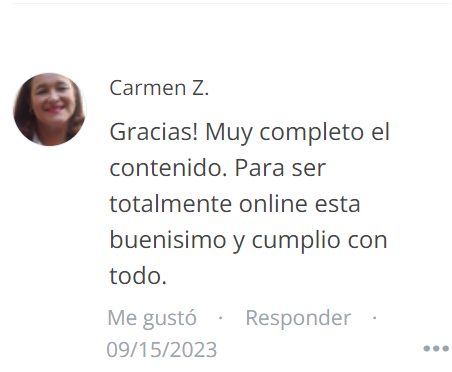 Carmen Z.
Gracias! Muy completo el
contenido. Para ser
totalmente online esta
buenisimo y cumplio con
todo.
Me gustó · Responder ·
09/15/2023